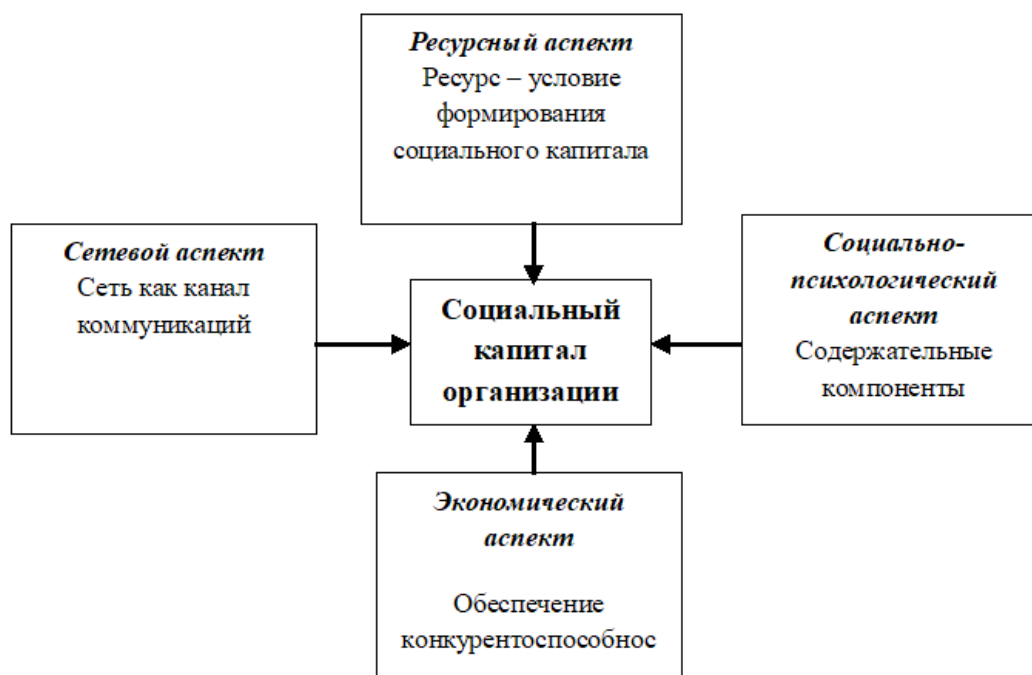 Ресурсный аспект
Ресурс – условие
формирования
социального капитала
Сетевой аспект
Сеть как канал
коммуникаций
Социальный
капитал
организации
Социально-
психологический
аспект
Содержательные
компоненты
Экономический
аспект
Обеспечение
конкурентоспособнос